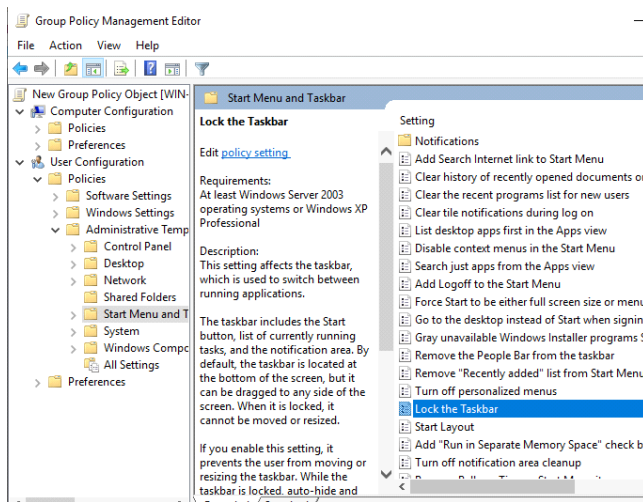 Group Policy Management Editor
File Action View Help
New Group Policy Object [WIN-
Computer Configuration
Policies
Preferences
User Configuration
Policies
Software Settings
Windows Settings
Administrative Temp
Control Panel
Desktop
Network
Shared Folders
Start Menu and T
System
Windows Compo
All Settings
Preferences
Start Menu and Taskbar
Lock the Taskbar
Edit policy setting
Requirements:
At least Windows Server 2003
operating systems or Windows XP
Professional
Description:
This setting affects the taskbar,
which is used to switch between
running applications.
The taskbar includes the Start
button, list of currently running
tasks, and the notification area. By
default, the taskbar is located at
the bottom of the screen, but it
can be dragged to any side of the
screen. When it is locked, it
cannot be moved or resized.
If you enable this setting, it
prevents the user from moving or
resizing the taskbar. While the
taskbar is locked, auto-hide and
Setting
Notifications
Add Search Internet link to Start Menu
Clear history of recently opened documents o
Clear the recent programs list for new users
Clear tile notifications during log on
List desktop apps first in the Apps view
Disable context menus in the Start Menu
Search just apps from the Apps view
Add Logoff to the Start Menu
Force Start to be either full screen size or menu
Go to the desktop instead of Start when signin
Gray unavailable Windows Installer programs S
Remove the People Bar from the taskbar
Remove "Recently added" list from Start Menu
Turn off personalized menus
Lock the Taskbar
Start Layout
Add "Run in Separate Memory Space" check b
Turn off notification area cleanup